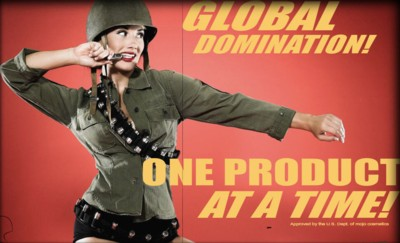 GLOBAL
DOMINATION!
ONE PRODUCT
AT A TIME!
Approved by the U.S. Dept. of mojo cosmetics